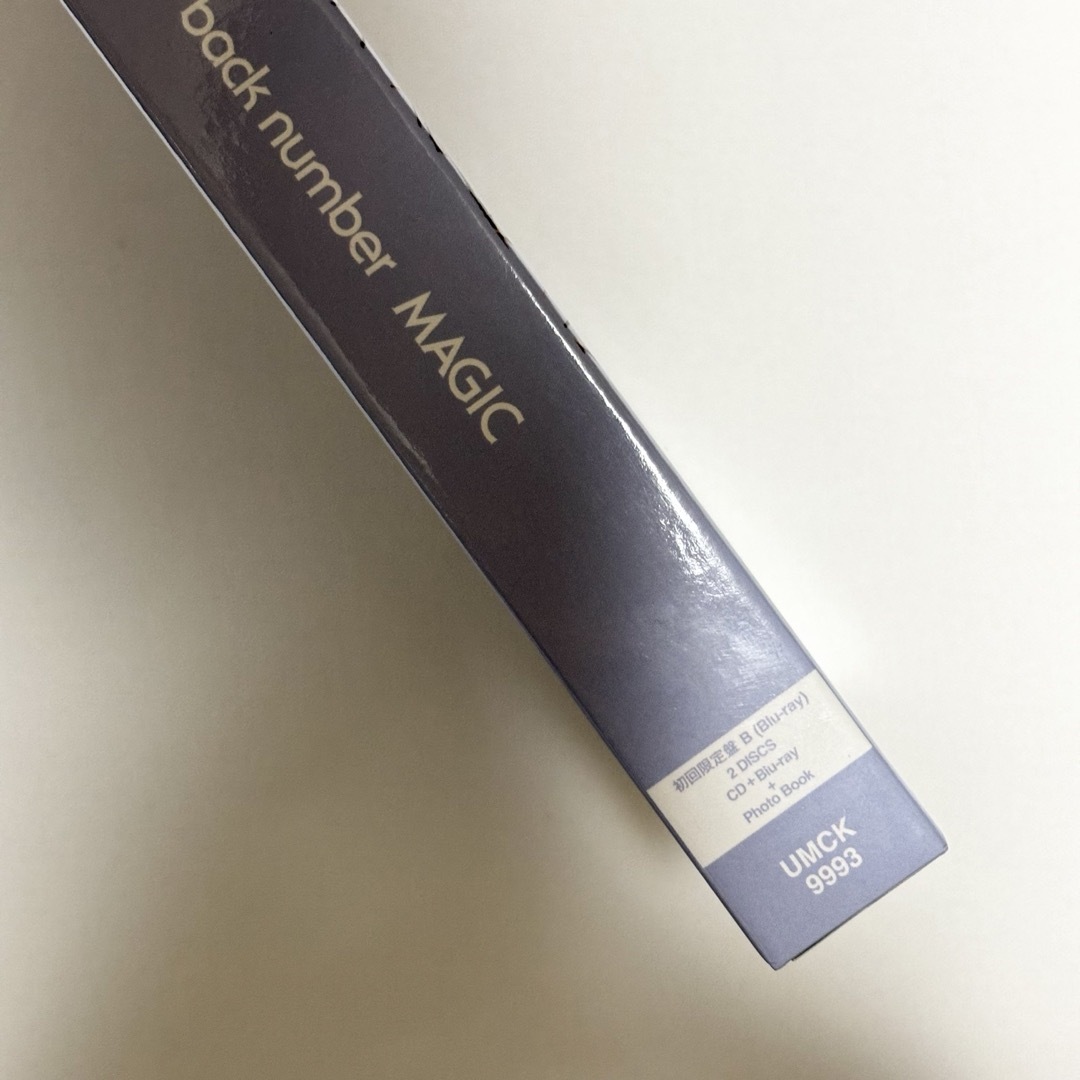 back number MAGIC
初回限定盤 B (Blu-ray)
2 DISCS
CD+Blu-ray
+
Photo Book
UMCK
9993